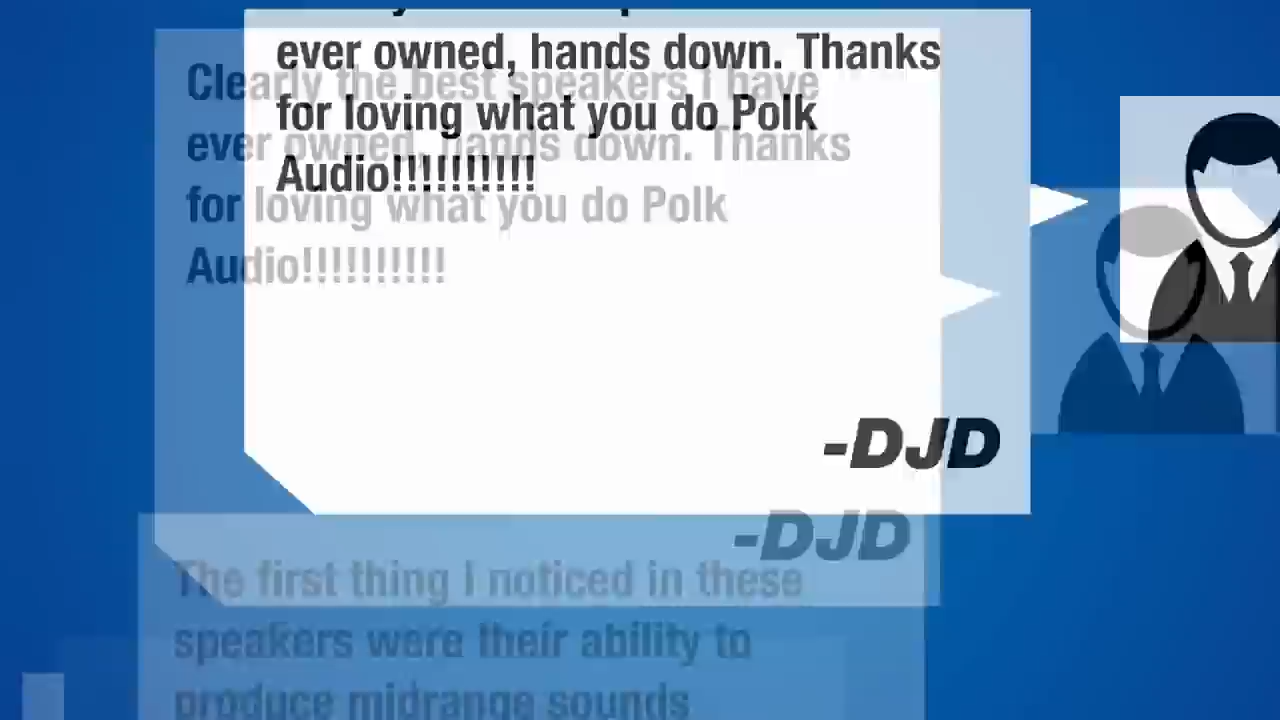 ever owned, hands down. Thanks
for loving what you do Polk
Audio!!!!!!!!!!
-DJD
Clearly the best speakers I have
ever owned, hands down. Thanks
for loving what you do Polk
Audio!!!!!!!!!!
-DJD
The first thing I noticed in these
speakers were their ability to
produce midrange sounds